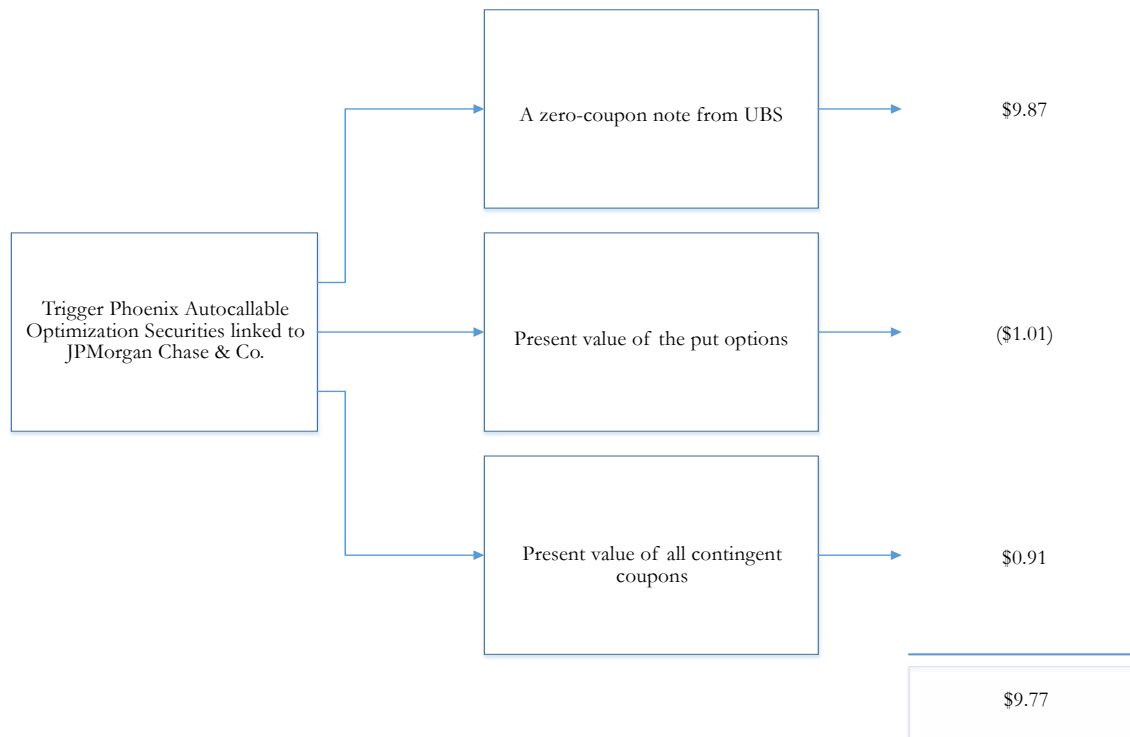 A zero-coupon note from UBS
$9.87
Trigger Phoenix Autocallable
Optimization Securities linked to
JPMorgan Chase & Co.
Present value of the put options
($1.01)
Present value of all contingent
coupons
$0.91
$9.77